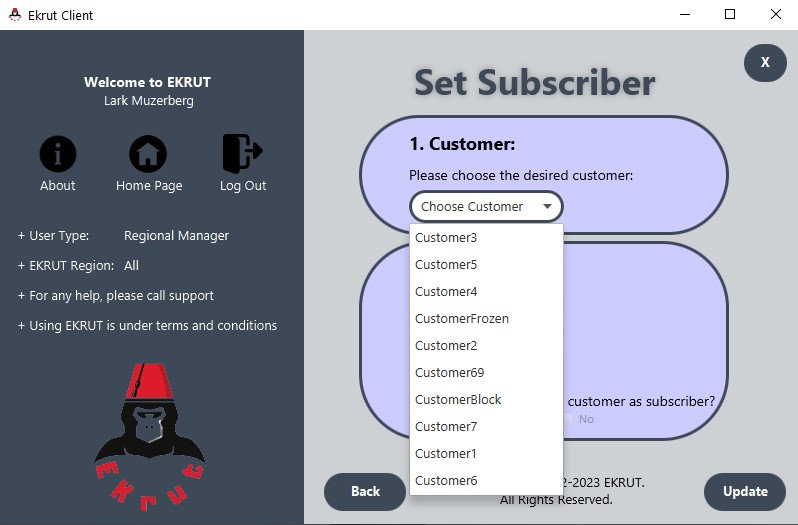 Ekrut Client
Welcome to EKRUT
Lark Muzerberg
About
Home Page
Log Out
+ User Type: Regional Manager
+ EKRUT Region: All
+ For any help, please call support
+ Using EKRUT is under terms and conditions
Ekrut
Set Subscriber
X
1. Customer:
Please choose the desired customer:
Choose Customer
Customer3
Customer5
Customer4
CustomerFrozen
Customer2
Customer69
CustomerBlock
Customer7
Customer1
Customer6
customer as subscriber?
No
Back
2-2023 EKRUT.
All Rights Reserved.
Update